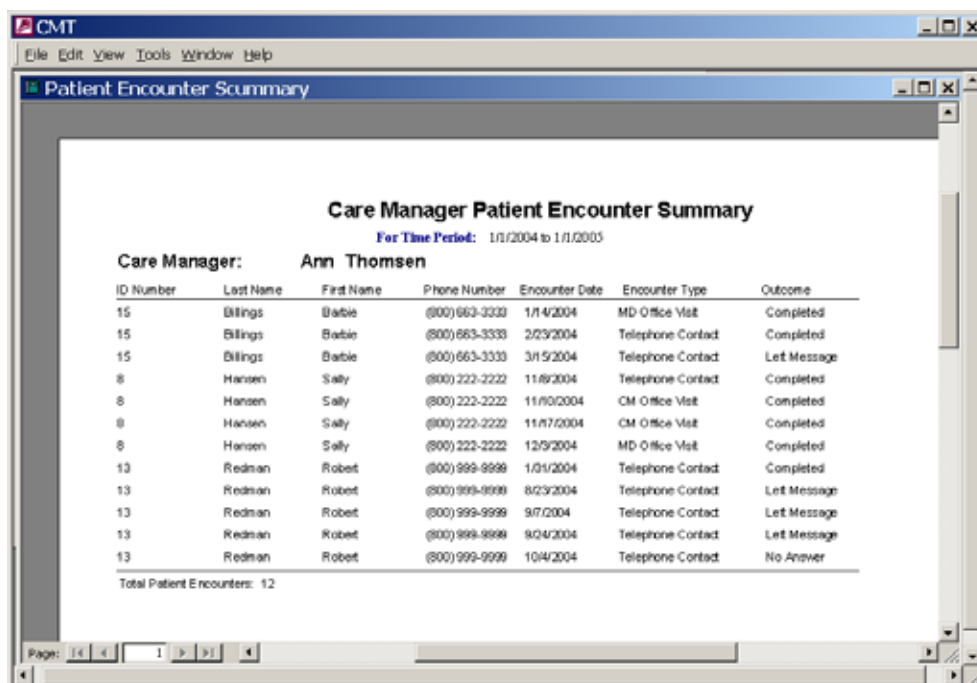 CMT
File Edit View Tools Window Help
Patient Encounter Scummary
Care Manager Patient Encounter Summary
For Time Period: 1/1/2004 to 1/1/2005
Care Manager: Ann Thomsen
ID Number Last Name First Name Phone Number Encounter Date Encounter Type Outcome
15 Billings Barbie (800) 663-3333 1/14/2004 MD Office Visit Completed
15 Billings Barbie (800) 663-3333 2/23/2004 Telephone Contact Completed
15 Billings Barbie (800) 663-3333 3/15/2004 Telephone Contact Left Message
8 Hansen Sally (800) 222-2222 11/8/2004 Telephone Contact Completed
8 Hansen Sally (800) 222-2222 11/10/2004 CM Office Visit Completed
8 Hansen Sally (800) 222-2222 11/17/2004 CM Office Visit Completed
8 Hansen Sally (800) 222-2222 12/3/2004 MD Office Visit Completed
13 Redman Robert (800) 999-9999 1/31/2004 Telephone Contact Completed
13 Redman Robert (800) 999-9999 8/23/2004 Telephone Contact Left Message
13 Redman Robert (800) 999-9999 9/7/2004 Telephone Contact Left Message
13 Redman Robert (800) 999-9999 9/24/2004 Telephone Contact Left Message
13 Redman Robert (800) 999-9999 10/4/2004 Telephone Contact No Answer
Total Patient Encounters: 12
Page: 1